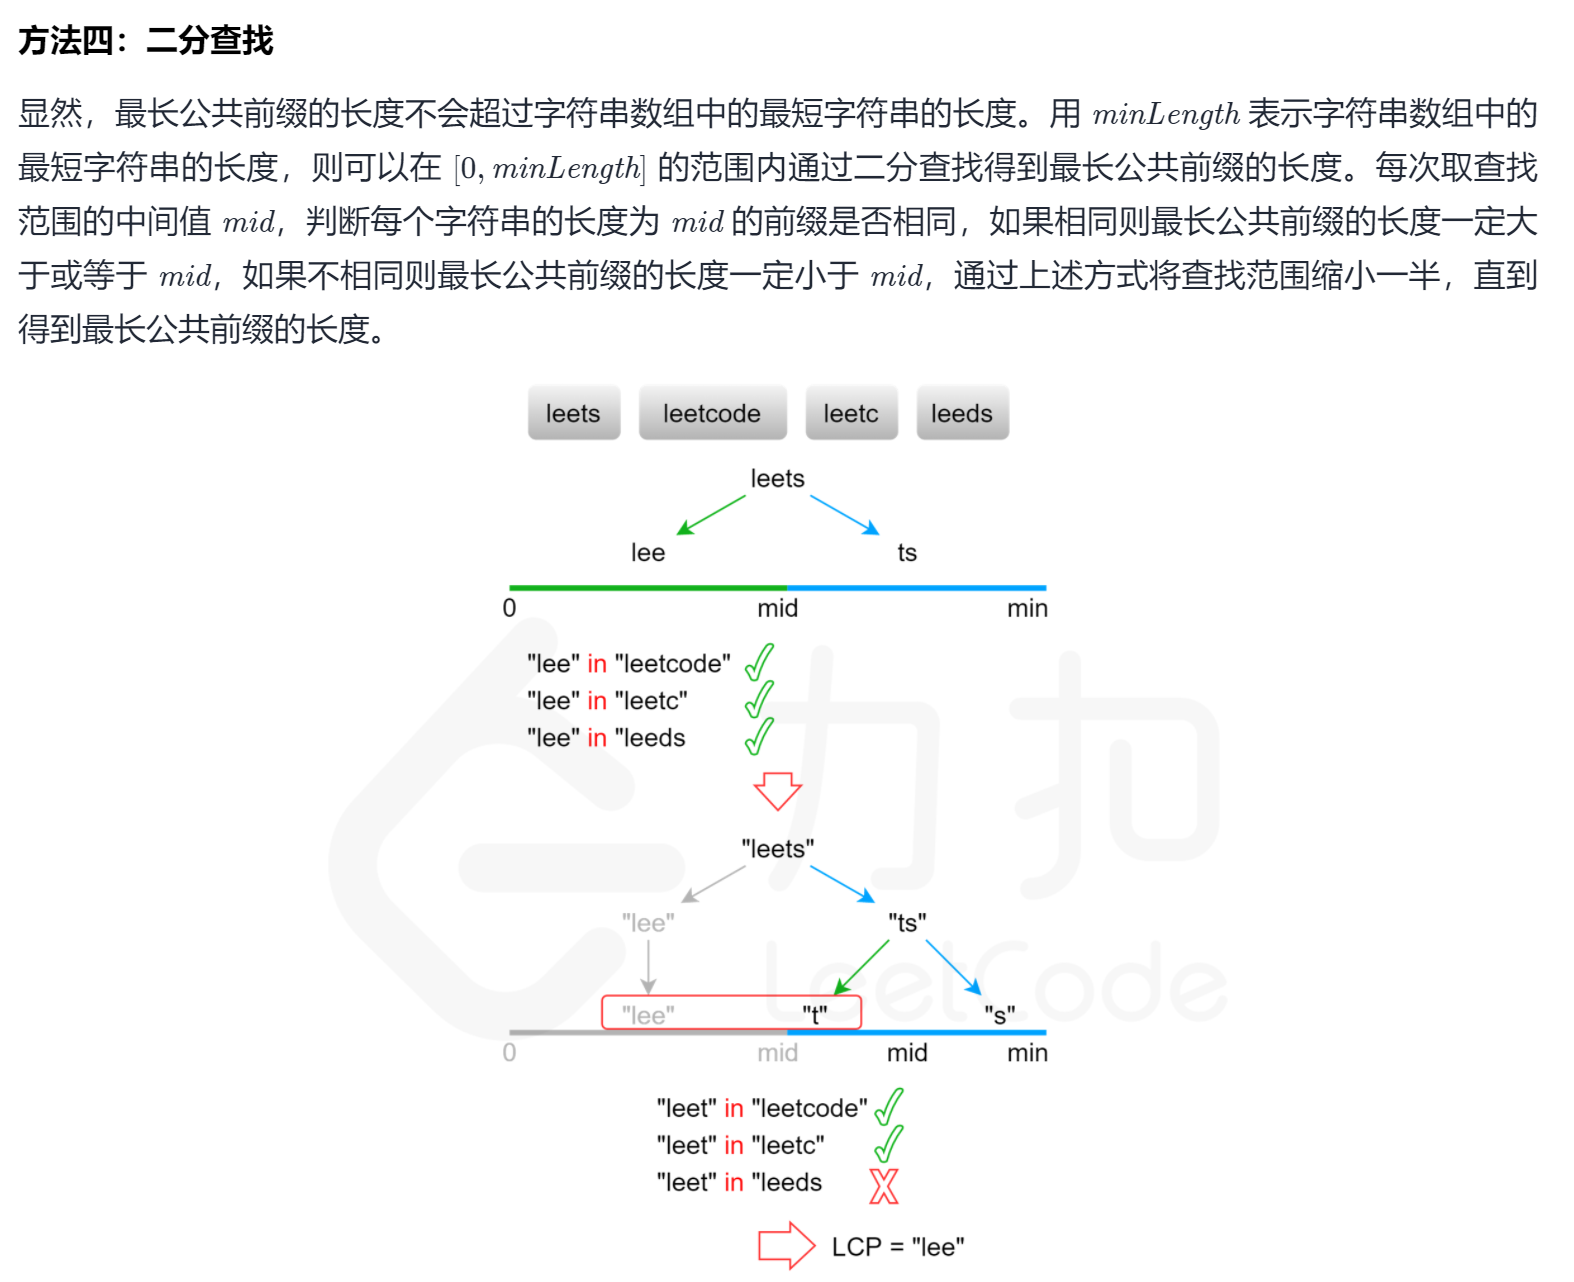 方法四：二分查找
显然，最长公共前缀的长度不会超过字符串数组中的最短字符串的长度。用 minLength 表示字符串数组中的
最短字符串的长度，则可以在 [0, minLength] 的范围内通过二分查找得到最长公共前缀的长度。每次取查找
范围的中间值 mid，判断每个字符串的长度为 mid 的前缀是否相同，如果相同则最长公共前缀的长度一定大
于或等于 mid，如果不相同则最长公共前缀的长度一定小于 mid，通过上述方式将查找范围缩小一半，直到
得到最长公共前缀的长度。
leets leetcode leetc leeds
leets
lee ts
0 mid min
"lee" in "leetcode"
"lee" in "leetc"
"lee" in "leeds
"leets"
"lee" "ts"
"lee" "t" "s"
0 mid mid min
"leet" in "leetcode"
"leet" in "leetc"
"leet" in "leeds
X
LCP = "lee"
力扣
LeetCode